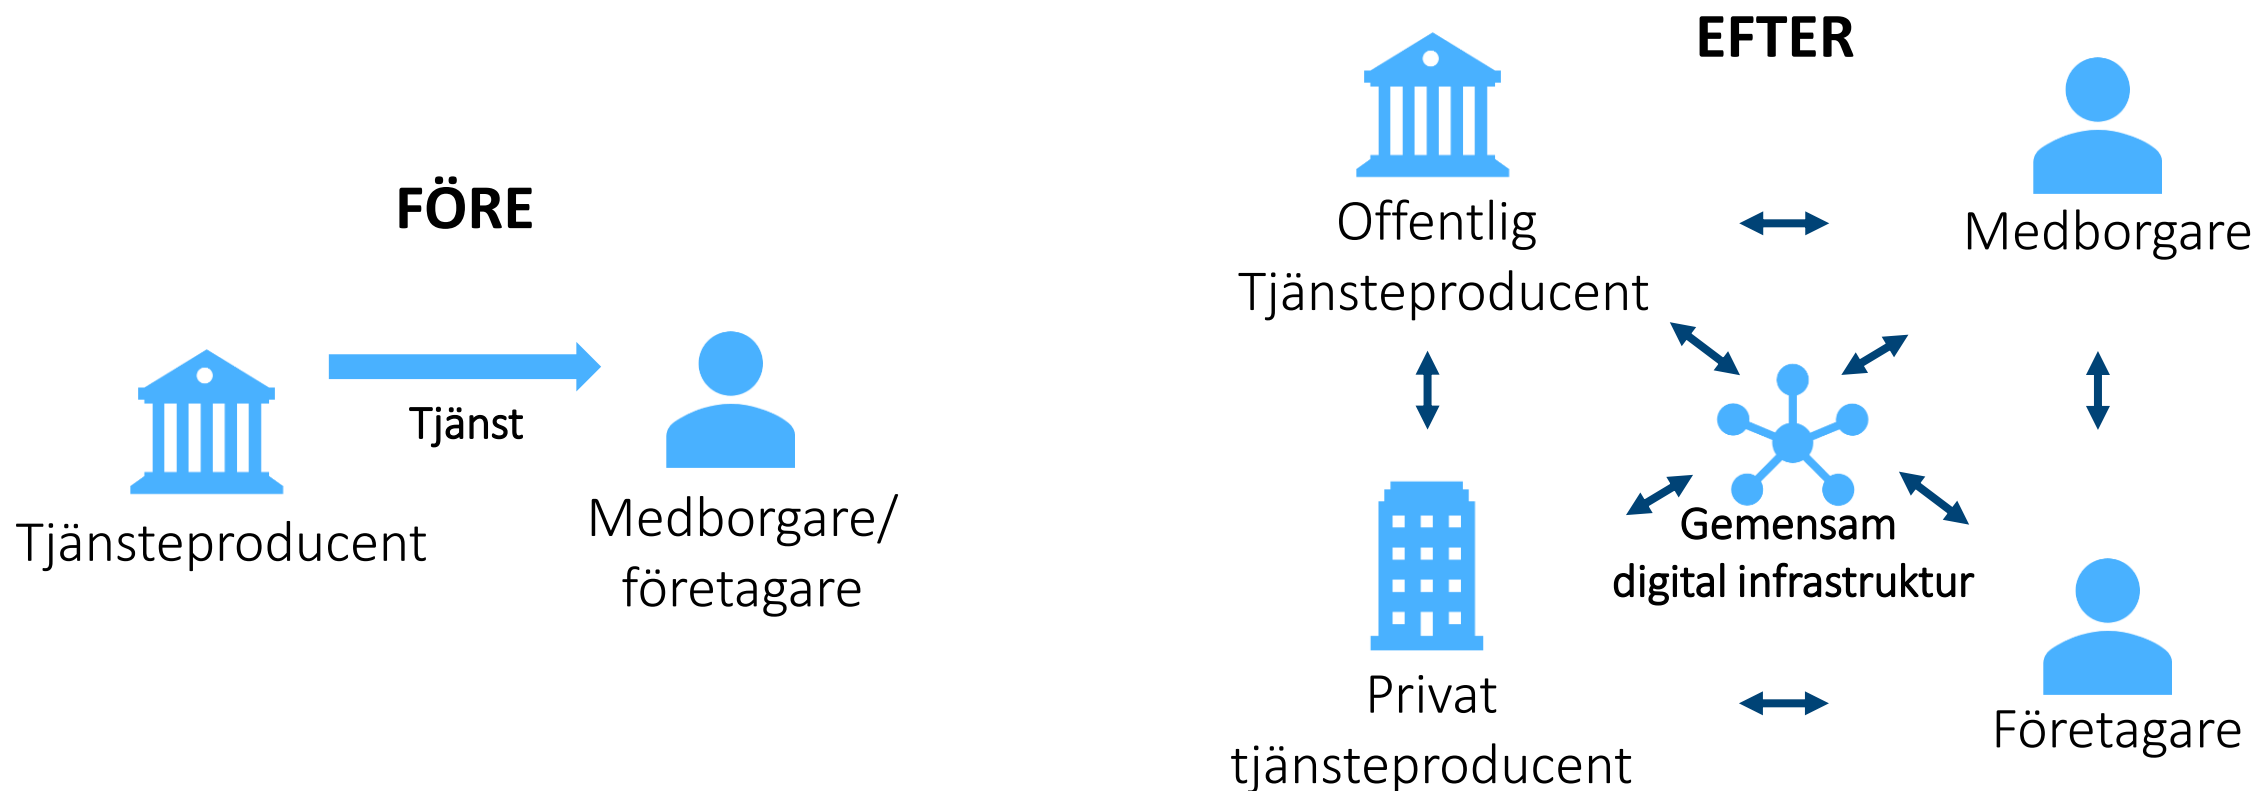 FÖRE
Tjänst
Tjänsteproducent
Medborgare/
företagare
EFTER
Offentlig
Tjänsteproducent
Medborgare
Gemensam
digital infrastruktur
Privat
tjänsteproducent
Företagare